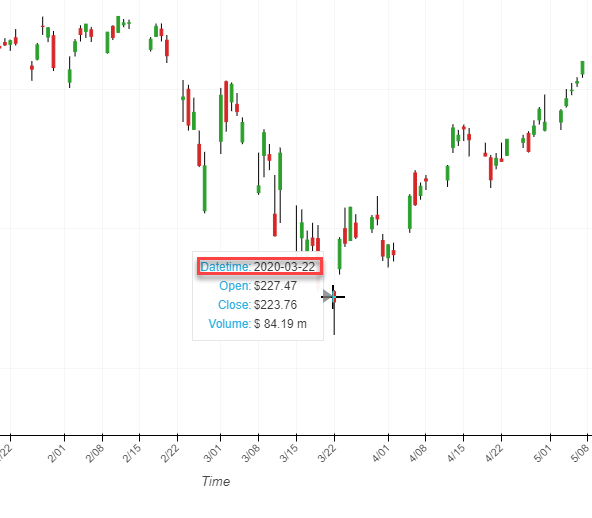 Datetime: 2020-03-22
Open: $227.47
Close: $223.76
Volume: $ 84.19 m
/22 2/01 2/08 2/15 2/22 3/01 3/08 3/15 3/22 4/01 4/08 4/15 4/22 5/01 5/08
Time